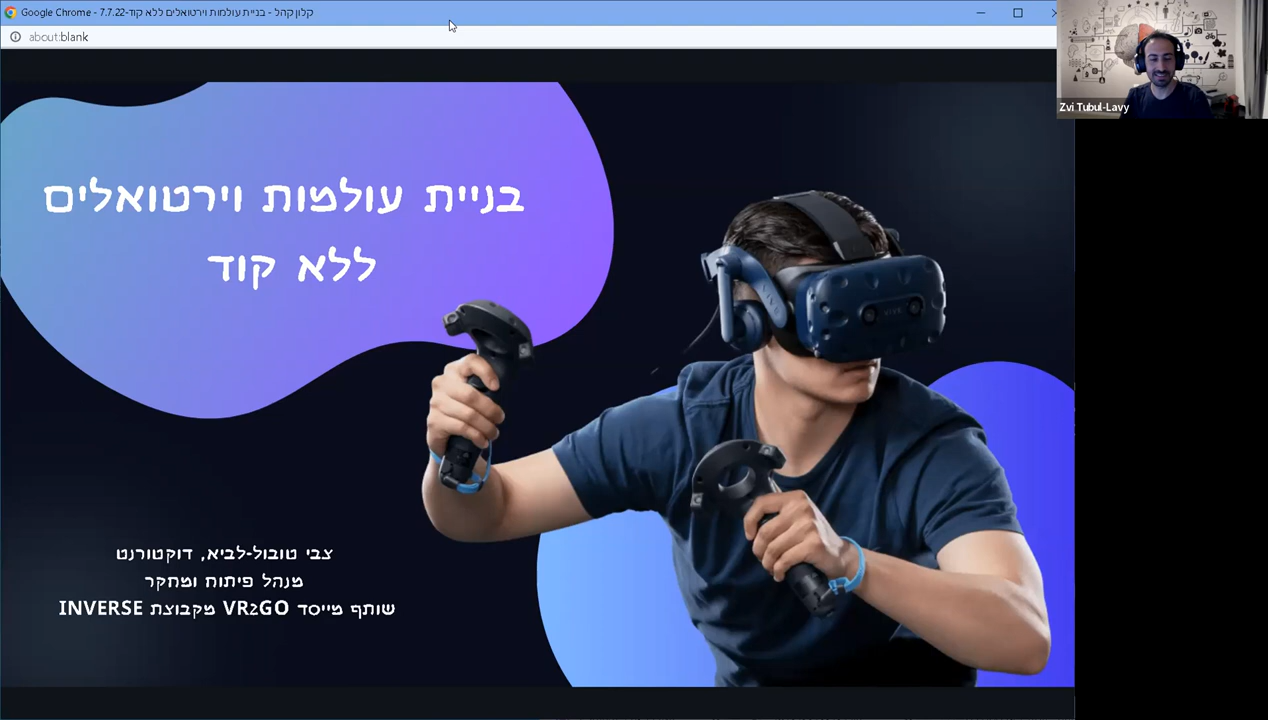 קלון קהל - בניית עולמות וירטואלים ללא קוד-7.7.22 - Google Chrome
about:blank
Zvi Tubul-Lavy
בניית עולמות וירטואלים
ללא קוד
VIVE
צבי טובול-לביא, דוקטורנט
מנהל פיתוח ומחקר
שותף מייסד VR2GO מקבוצת INVERSE